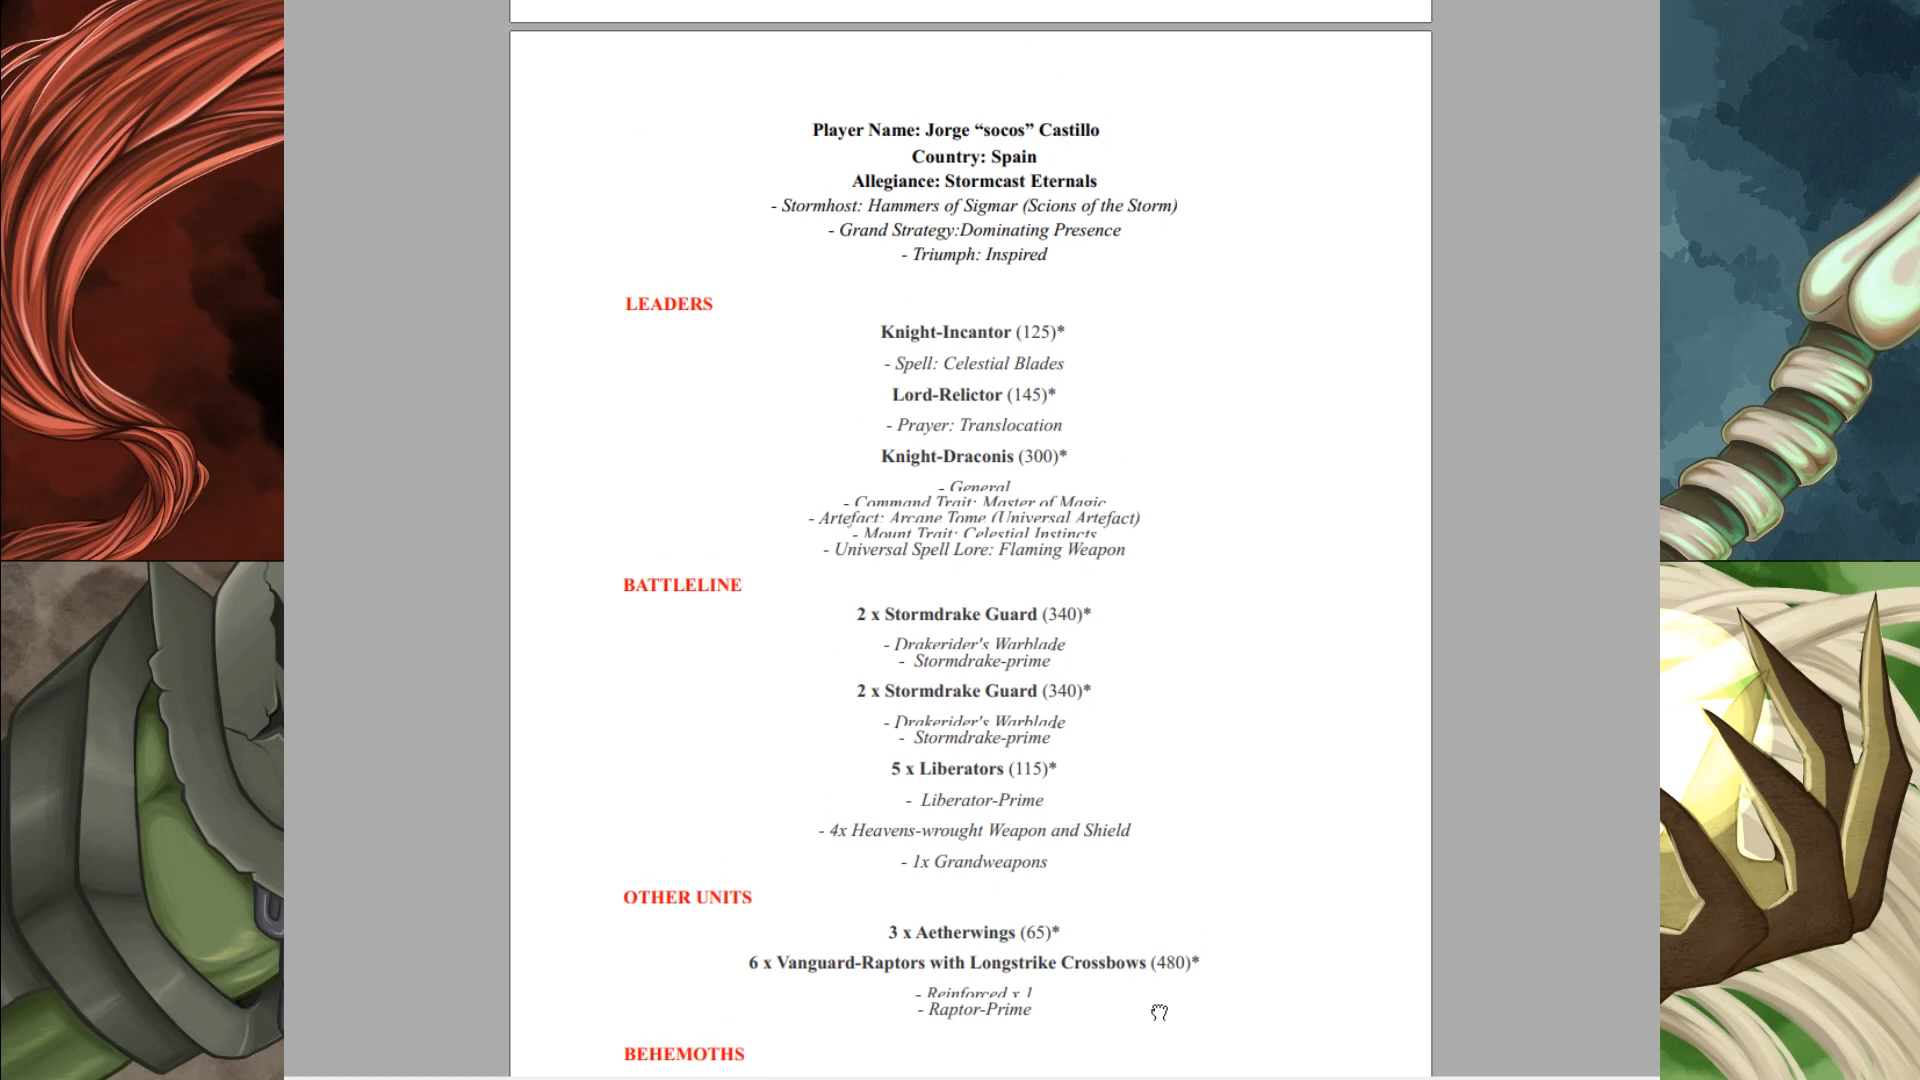 Player Name: Jorge “socos” Castillo
Country: Spain
Allegiance: Stormcast Eternals
- Stormhost: Hammers of Sigmar (Scions of the Storm)
- Grand Strategy:Dominating Presence
- Triumph: Inspired
LEADERS
Knight-Incantor (125)*
- Spell: Celestial Blades
Lord-Relictor (145)*
- Prayer: Translocation
Knight-Draconis (300)*
- General
- Command Trait: Master of Magic
- Artefact: Arcane Tome (Universal Artefact)
- Mount Trait: Celestial Instincts
- Universal Spell Lore: Flaming Weapon
BATTLELINE
2 x Stormdrake Guard (340)*
- Drakerider's Warblade
- Stormdrake-prime
2 x Stormdrake Guard (340)*
- Drakerider's Warblade
- Stormdrake-prime
5 x Liberators (115)*
- Liberator-Prime
- 4x Heavens-wrought Weapon and Shield
- 1x Grandweapons
OTHER UNITS
3 x Aetherwings (65)*
6 x Vanguard-Raptors with Longstrike Crossbows (480)*
- Reinforced x 1
- Raptor-Prime
BEHEMOTHS